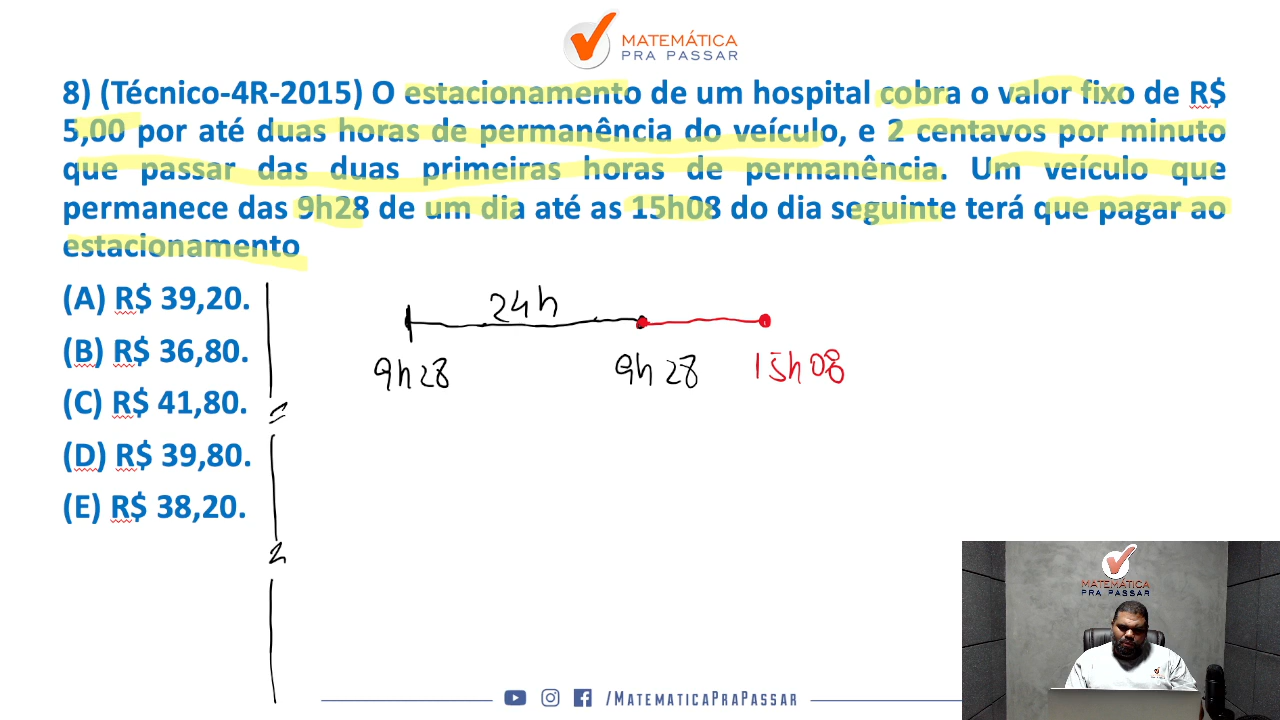 MATEMÁTICA
PRA PASSAR
8) (Técnico-4R-2015) O estacionamento de um hospital cobra o valor fixo de R$
5,00 por até duas horas de permanência do veículo, e 2 centavos por minuto
que passar das duas primeiras horas de permanência. Um veículo que
permanece das 9h28 de um dia até as 15h08 do dia seguinte terá que pagar ao
estacionamento
(A) R$ 39,20.
(B) R$ 36,80.
(C) R$ 41,80.
(D) R$ 39,80.
(E) R$ 38,20.
24h
9h28
9h28
15h08
MATEMÁTICA
PRA PASSAR
/MATEMATICAPRAPASSAR